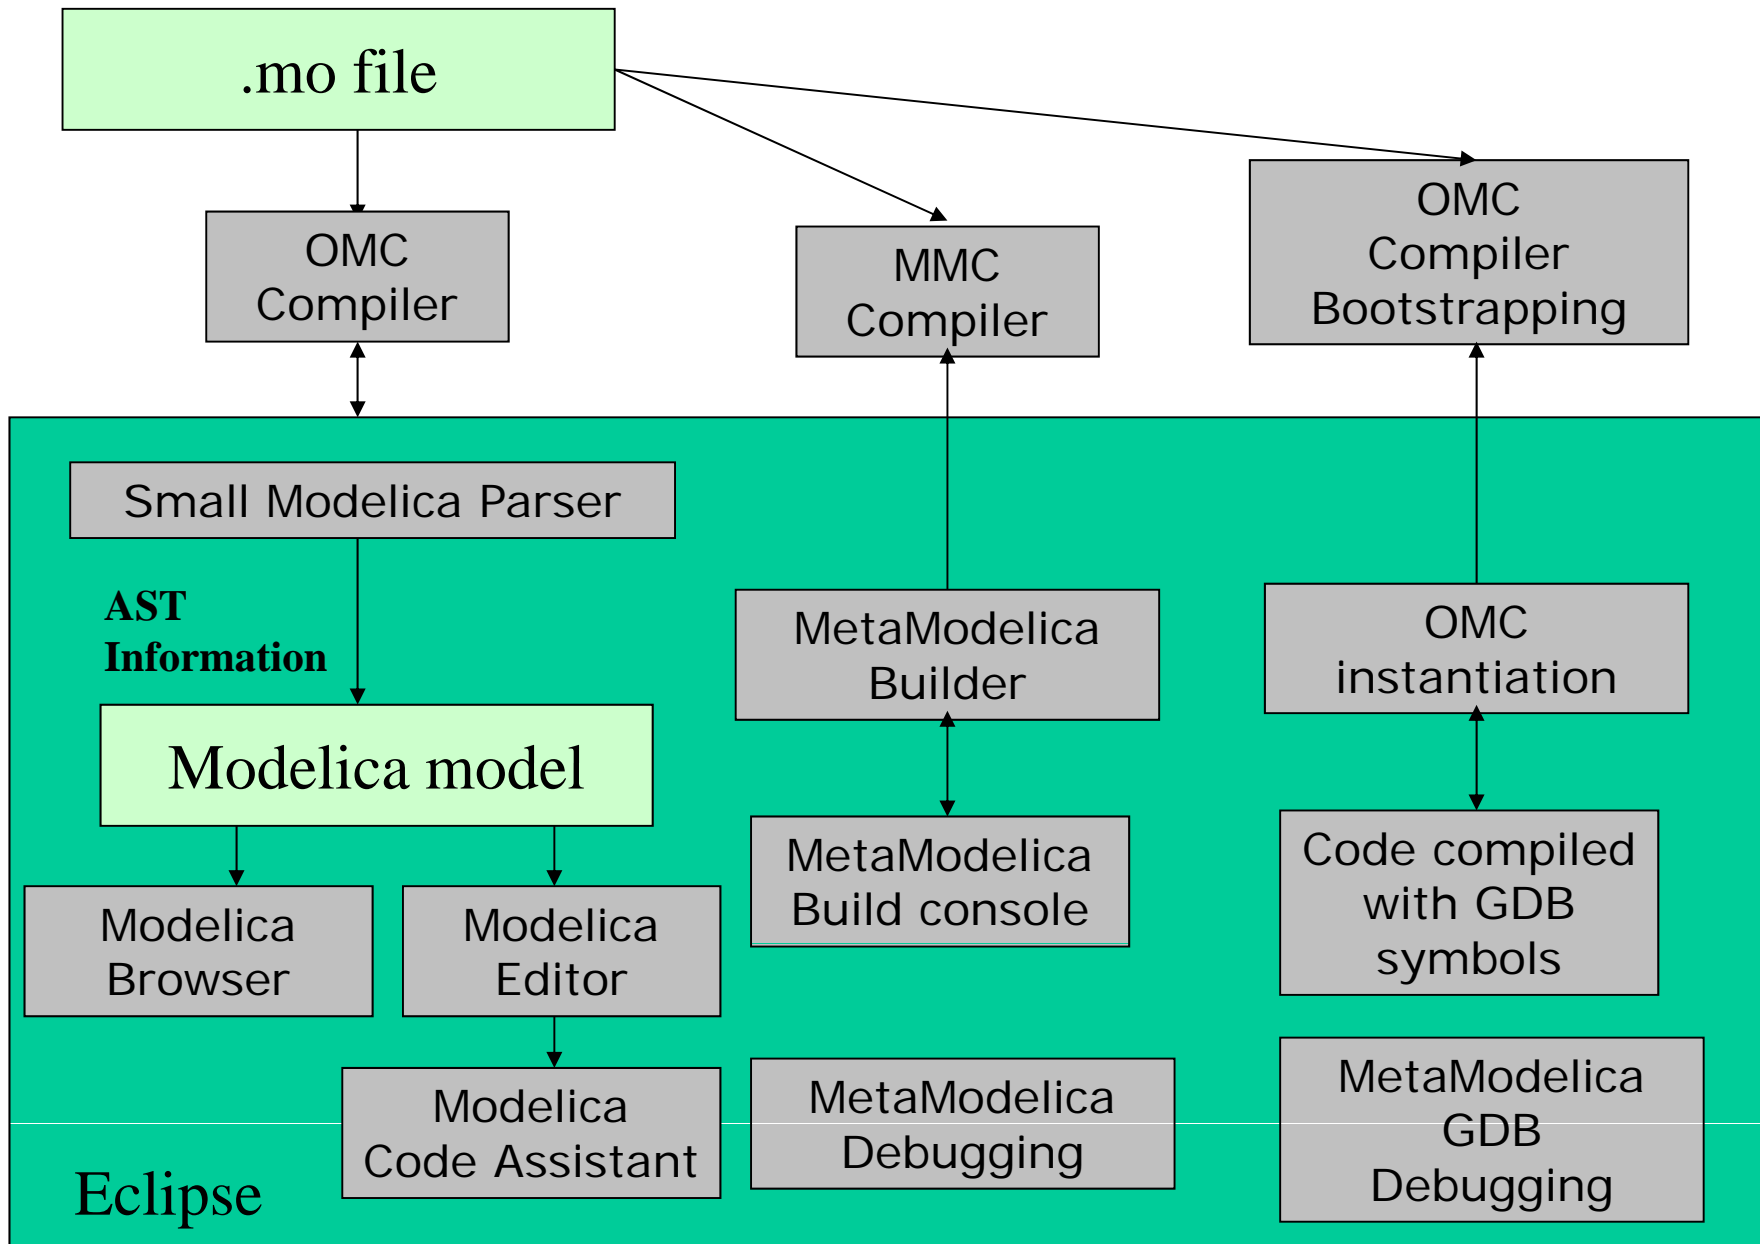 .mo file
OMC
Compiler
MMC
Compiler
OMC
Compiler
Bootstrapping
Small Modelica Parser
AST
Information
Modelica model
Modelica
Browser
Modelica
Editor
Modelica
Code Assistant
MetaModelica
Builder
MetaModelica
Build console
MetaModelica
Debugging
OMC
instantiation
Code compiled
with GDB
symbols
MetaModelica
GDB
Debugging
Eclipse